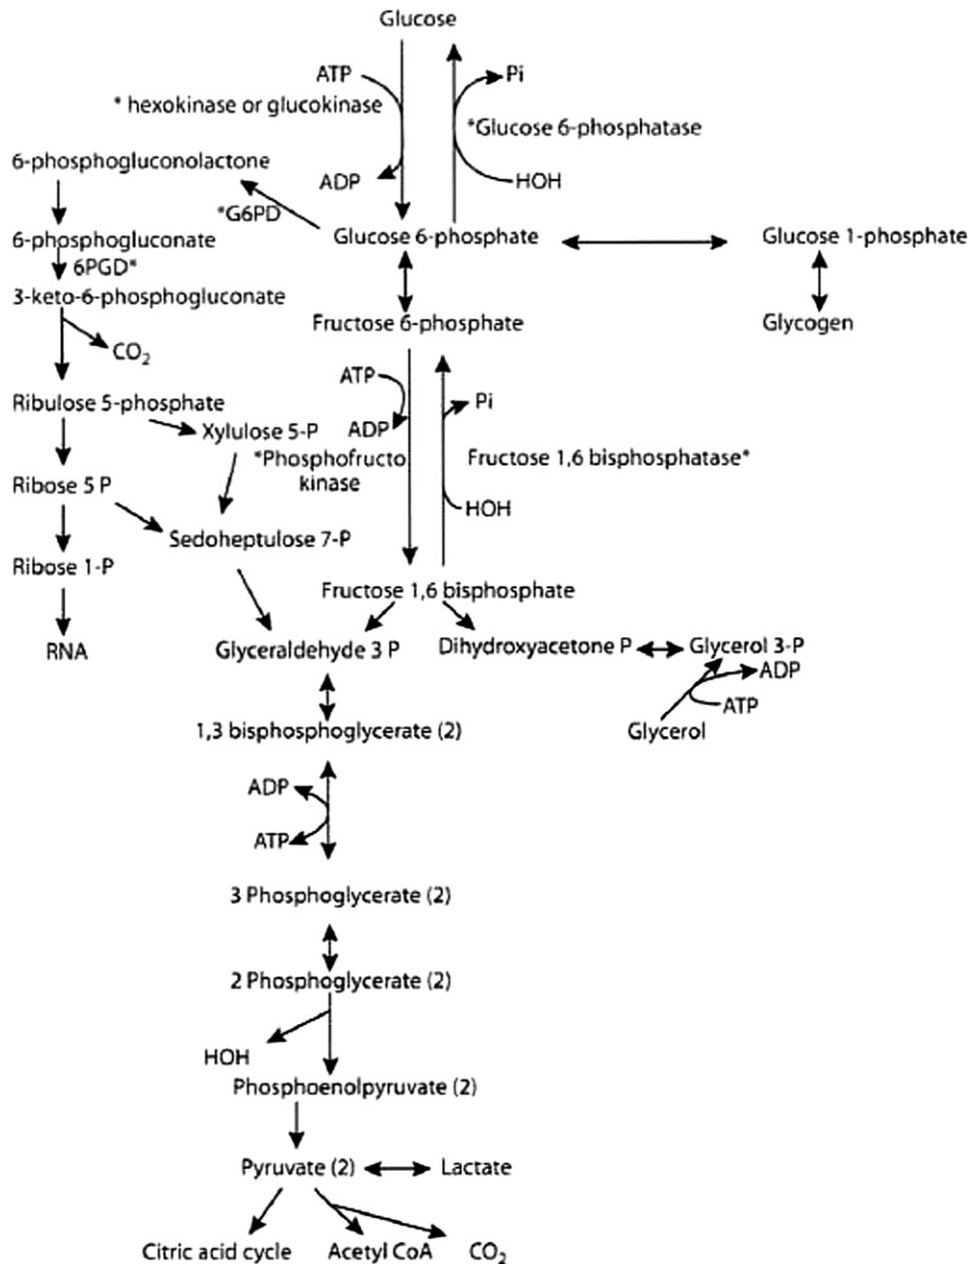 Glucose
ATP
Pi
* hexokinase or glucokinase
*Glucose 6-phosphatase
6-phosphogluconolactone
ADP
HOH
*G6PD
6-phosphogluconate
Glucose 6-phosphate
Glucose 1-phosphate
6PGD*
3-keto-6-phosphogluconate
Fructose 6-phosphate
Glycogen
CO2
ATP
Pi
Ribulose 5-phosphate
Xylulose 5-P
ADP
*Phosphofructo
kinase
Fructose 1,6 bisphosphatase*
Ribose 5 P
HOH
Sedoheptulose 7-P
Ribose 1-P
Fructose 1,6 bisphosphate
RNA
Glyceraldehyde 3 P
Dihydroxyacetone P
Glycerol 3-P
ADP
ATP
Glycerol
1,3 bisphosphoglycerate (2)
ADP
ATP
3 Phosphoglycerate (2)
2 Phosphoglycerate (2)
HOH
Phosphoenolpyruvate (2)
Pyruvate (2)
Lactate
Citric acid cycle
Acetyl CoA
CO2